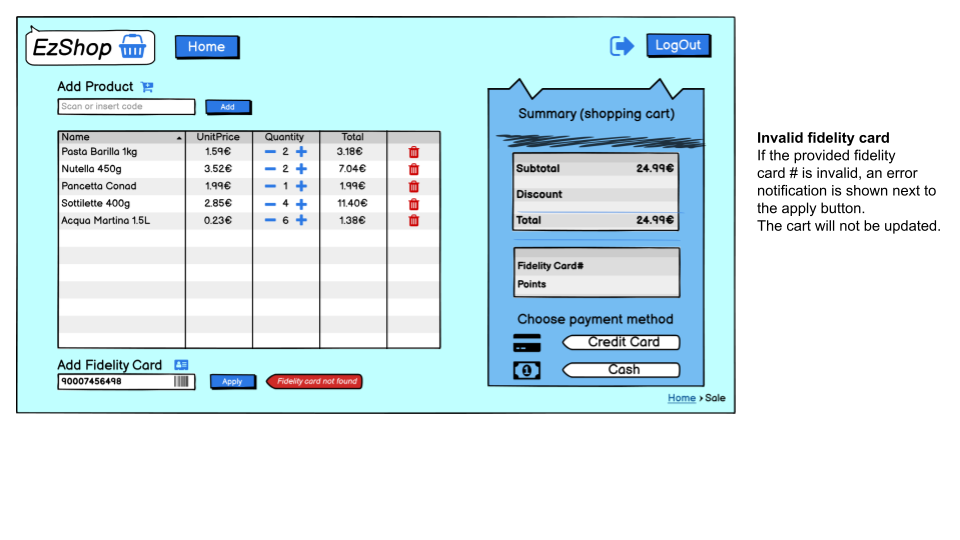 EzShop
Home
LogOut
Add Product
Scan or insert code
Add
Name UnitPrice Quantity Total
Pasta Barilla 1kg 1.59€ 2 3.18€
Nutella 450g 3.52€ 2 7.04€
Pancetta Conad 1.99€ 1 1.99€
Sottilette 400g 2.85€ 4 11.40€
Acqua Martina 1.5L 0.23€ 6 1.38€
Add Fidelity Card
90007456498
Apply
Fidelity card not found
Summary (shopping cart)
Subtotal 24.99€
Discount
Total 24.99€
Fidelity Card#
Points
Choose payment method
Credit Card
Cash
Home > Sale
Invalid fidelity card
If the provided fidelity
card # is invalid, an error
notification is shown next to
the apply button.
The cart will not be updated.